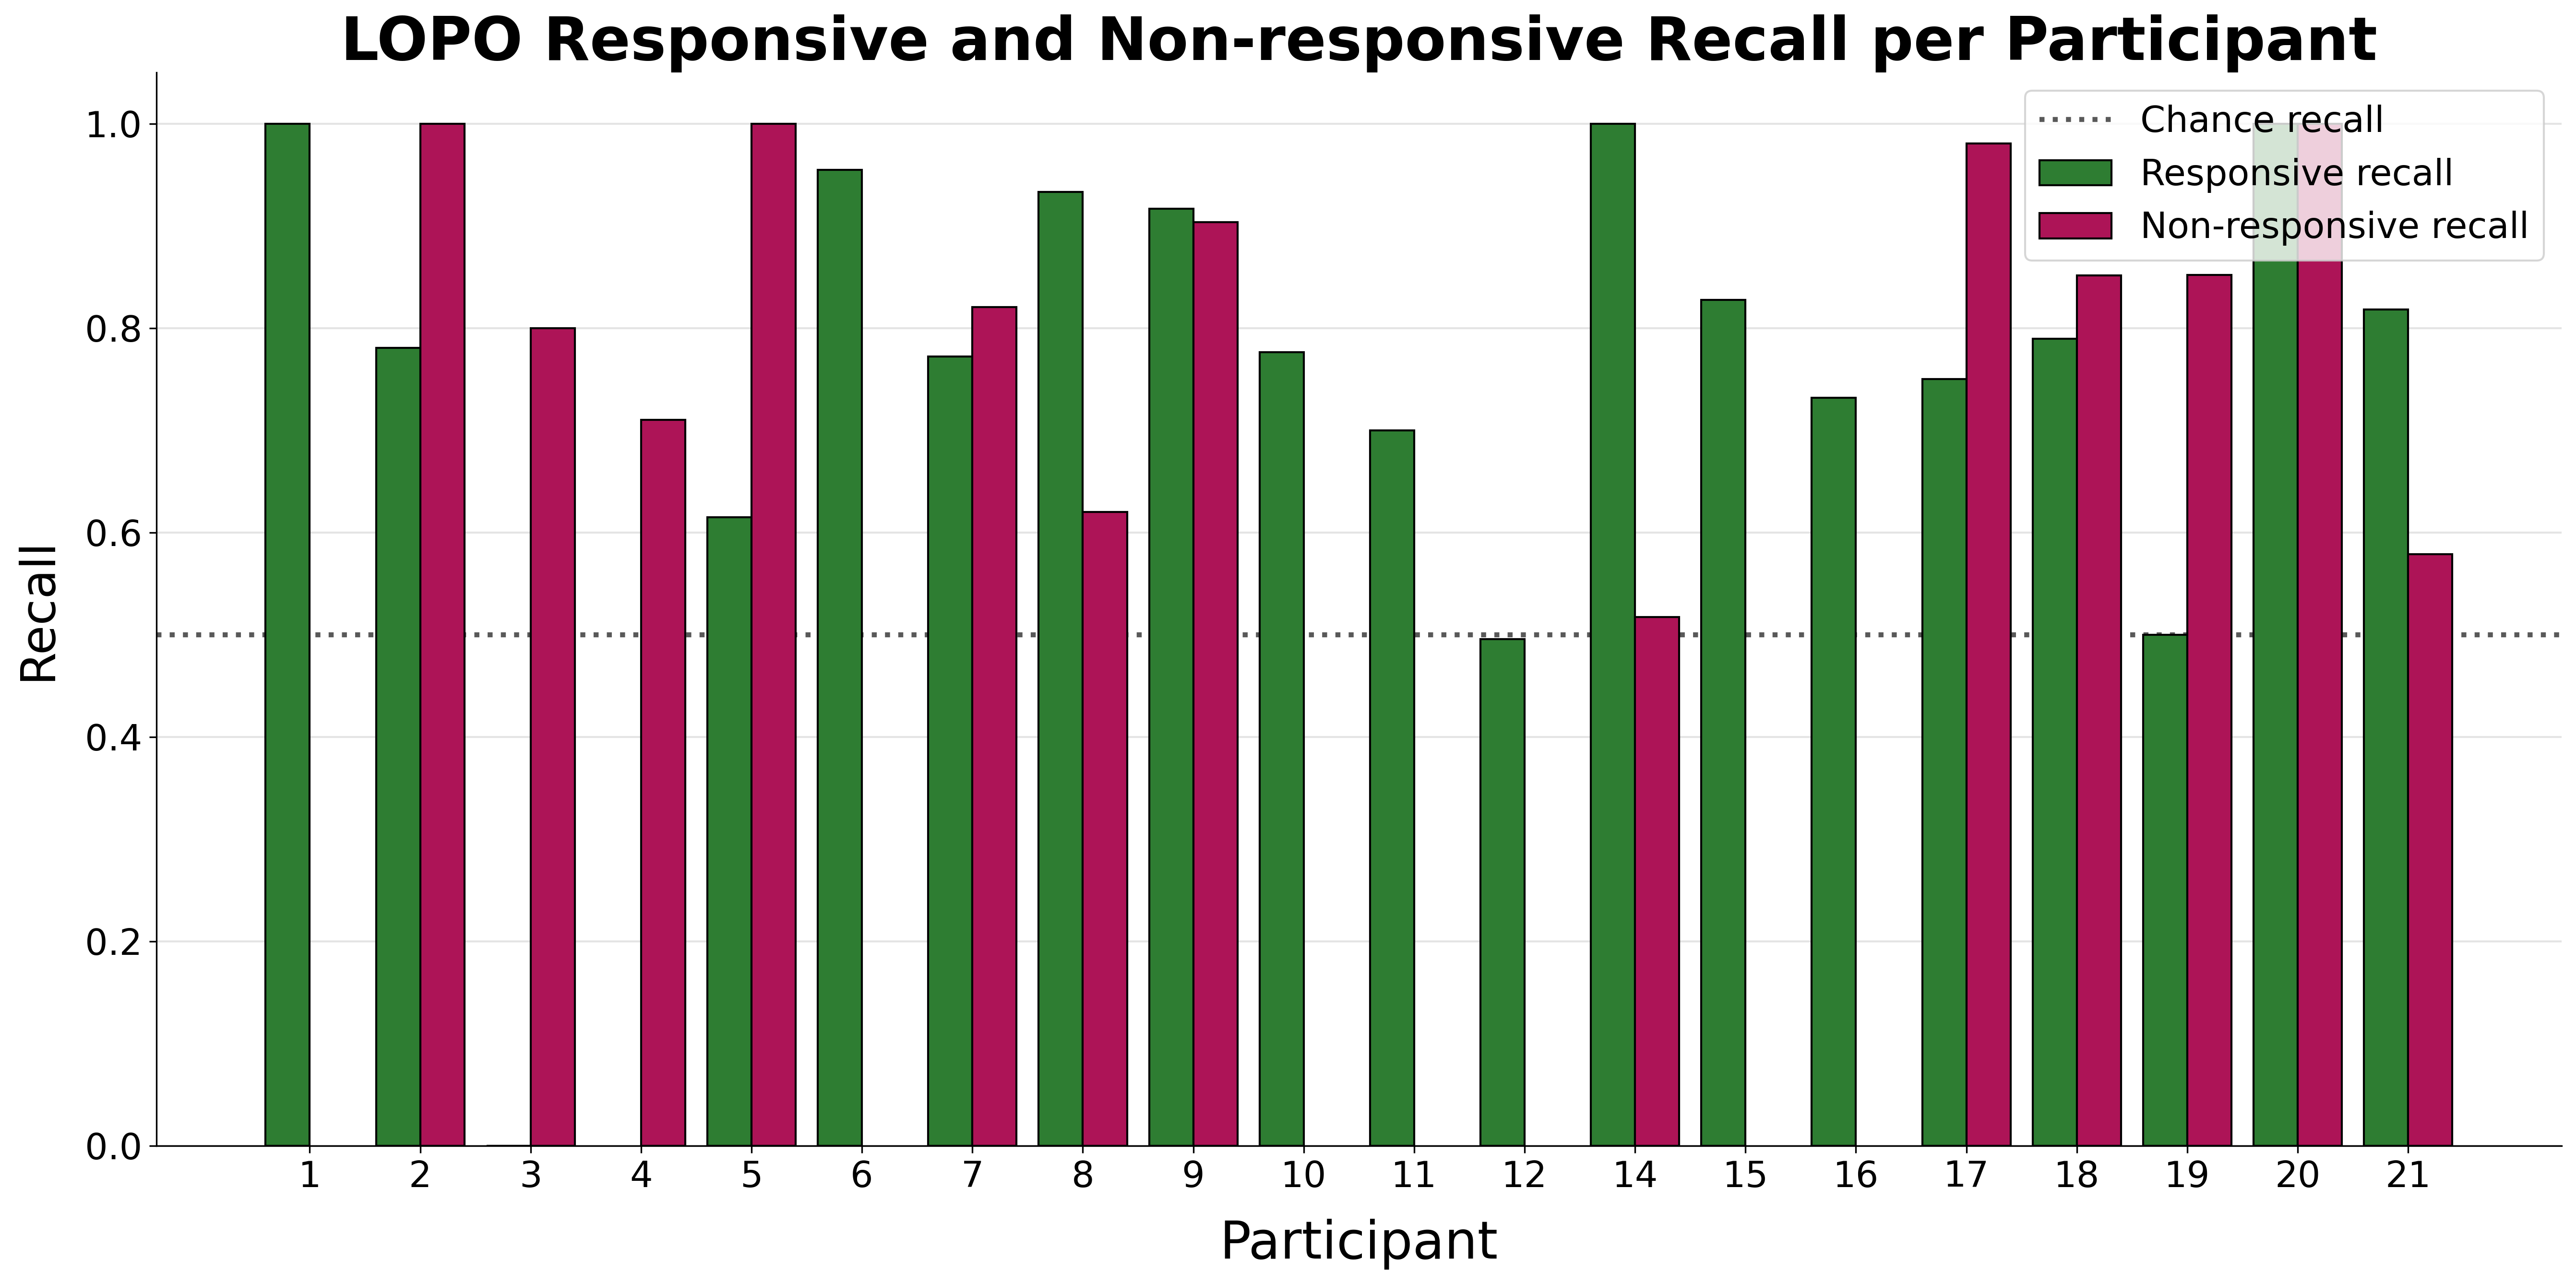 LOPO Responsive and Non-responsive Recall per Participant
Chance recall
Responsive recall
Non-responsive recall
1.0
0.8
0.6
0.4
0.2
0.0
Recall
1 2 3 4 5 6 7 8 9 10 11 12 14 15 16 17 18 19 20 21
Participant